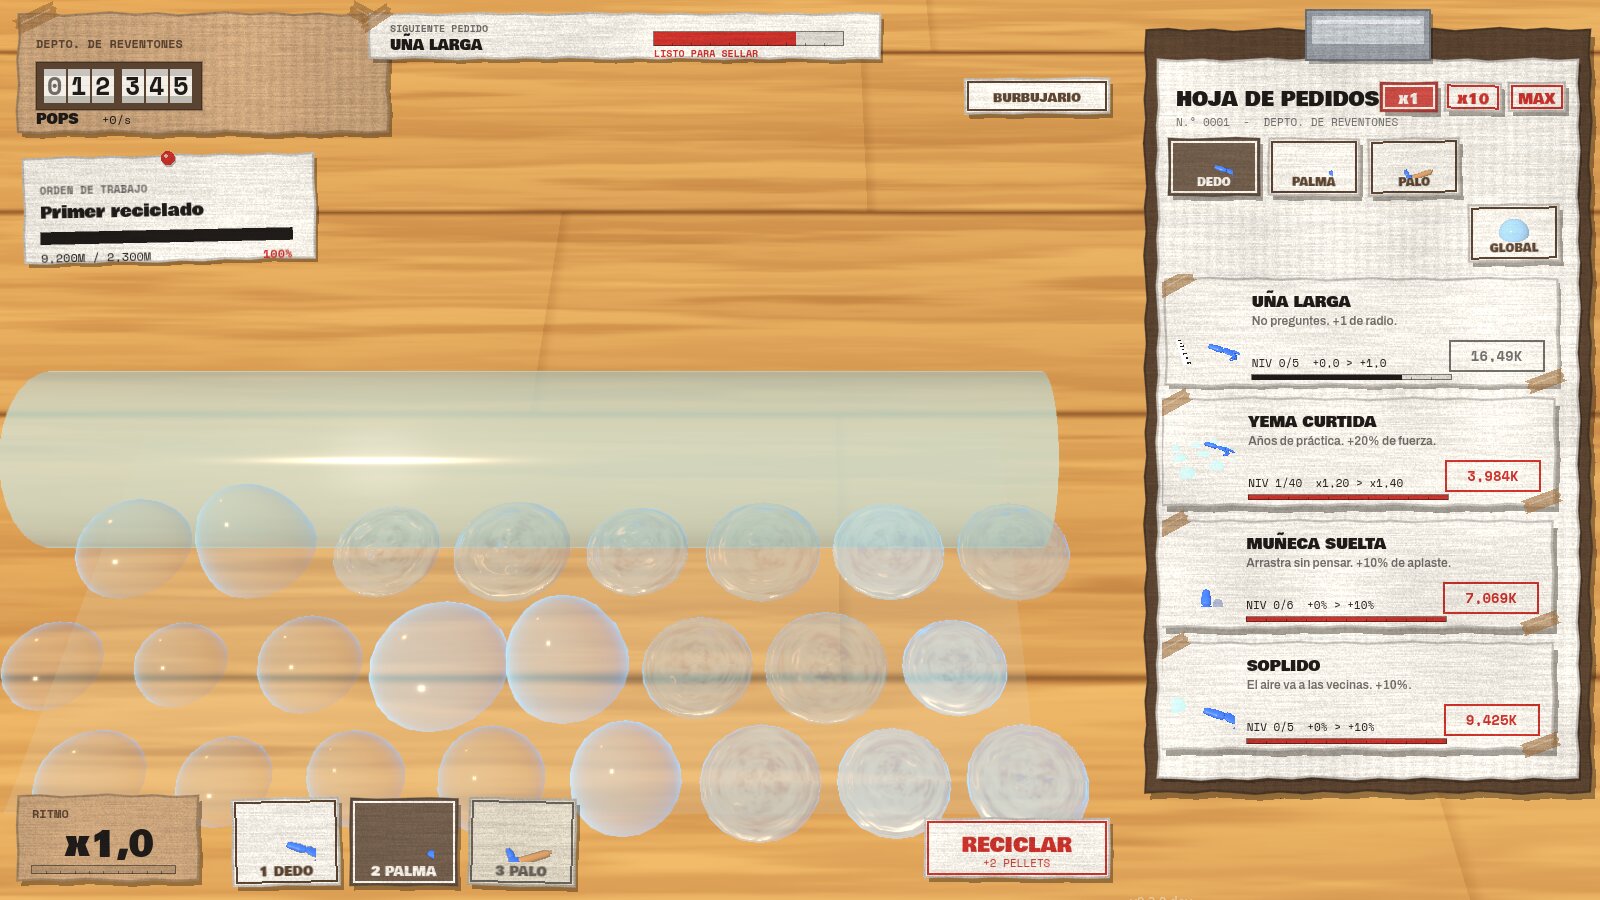 DEPTO. DE REVENTONES
012345
POPS +0/s
SIGUIENTE PEDIDO
UÑA LARGA
LISTO PARA SELLAR
BURBUJARIO
ORDEN DE TRABAJO
Primer reciclado
9,200M / 2,300M 100%
HOJA DE PEDIDOS x1 x10 MAX
N.° 0001 - DEPTO. DE REVENTONES
DEDO PALMA PALO
GLOBAL
UÑA LARGA
No preguntes. +1 de radio.
NIV 0/5 +0,0 > +1,0 16,49K
YEMA CURTIDA
Años de práctica. +20% de fuerza.
NIV 1/40 x1,20 > x1,40 3,984K
MUÑECA SUELTA
Arrastra sin pensar. +10% de aplaste.
NIV 0/6 +0% > +10% 7,069K
SOPLIDO
El aire va a las vecinas. +10%.
NIV 0/5 +0% > +10% 9,425K
RITMO
x1,0
1 DEDO 2 PALMA 3 PALO
RECICLAR
+2 PELLETS